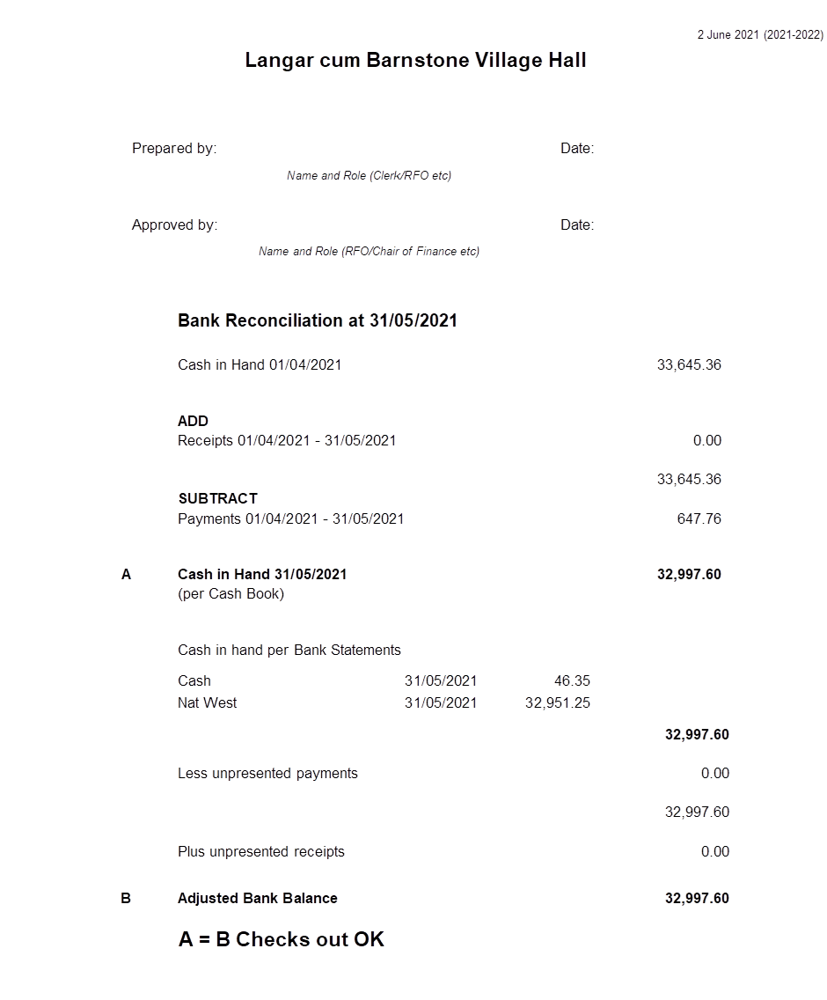 2 June 2021 (2021-2022)
Langar cum Barnstone Village Hall
Prepared by: Date:
Name and Role (Clerk/RFO etc)
Approved by: Date:
Name and Role (RFO/Chair of Finance etc)
Bank Reconciliation at 31/05/2021
Cash in Hand 01/04/2021 33,645.36
ADD
Receipts 01/04/2021 - 31/05/2021 0.00
33,645.36
SUBTRACT
Payments 01/04/2021 - 31/05/2021 647.76
A Cash in Hand 31/05/2021 32,997.60
(per Cash Book)
Cash in hand per Bank Statements
Cash 31/05/2021 46.35
Nat West 31/05/2021 32,951.25
32,997.60
Less unpresented payments 0.00
32,997.60
Plus unpresented receipts 0.00
B Adjusted Bank Balance 32,997.60
A = B Checks out OK